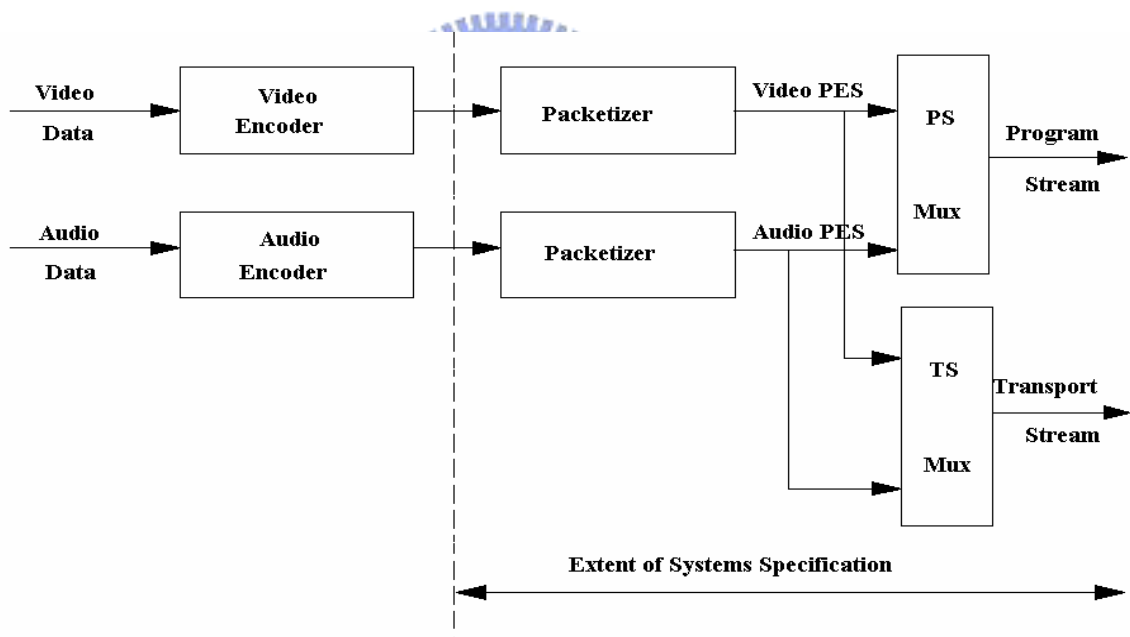 Video
Data
Video
Encoder
Packetizer
Video PES
PS
Mux
Program
Stream
Audio
Data
Audio
Encoder
Packetizer
Audio PES
TS
Mux
Transport
Stream
Extent of Systems Specification